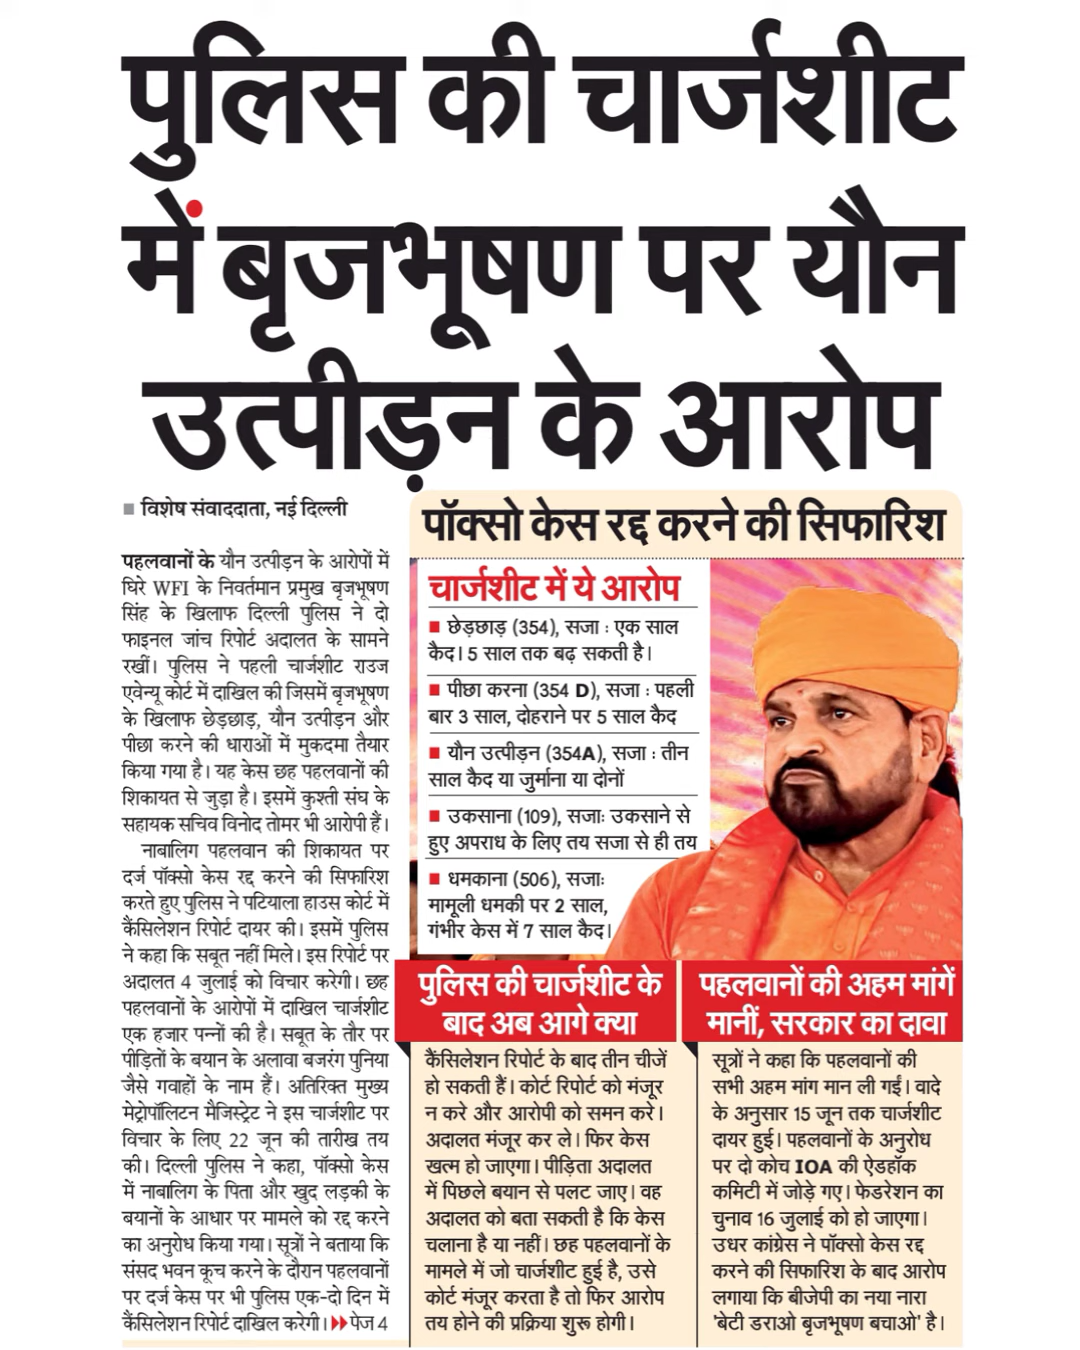 पुलिस की चार्जशीट
में बृजभूषण पर यौन
उत्पीड़न के आरोप
■ विशेष संवाददाता, नई दिल्ली
पहलवानों के यौन उत्पीड़न के आरोपों में
घिरे WFI के निवर्तमान प्रमुख बृजभूषण
सिंह के खिलाफ दिल्ली पुलिस ने दो
फाइनल जांच रिपोर्ट अदालत के सामने
रखीं। पुलिस ने पहली चार्जशीट राउज
एवेन्यू कोर्ट में दाखिल की जिसमें बृजभूषण
के खिलाफ छेड़छाड़, यौन उत्पीड़न और
पीछा करने की धाराओं में मुकदमा तैयार
किया गया है। यह केस छह पहलवानों की
शिकायत से जुड़ा है। इसमें कुश्ती संघ के
सहायक सचिव विनोद तोमर भी आरोपी हैं।
नाबालिग पहलवान की शिकायत पर
दर्ज पॉक्सो केस रद्द करने की सिफारिश
करते हुए पुलिस ने पटियाला हाउस कोर्ट में
कैंसिलेशन रिपोर्ट दायर की। इसमें पुलिस
ने कहा कि सबूत नहीं मिले। इस रिपोर्ट पर
अदालत 4 जुलाई को विचार करेगी। छह
पहलवानों के आरोपों में दाखिल चार्जशीट
एक हजार पन्नों की है। सबूत के तौर पर
पीड़ितों के बयान के अलावा बजरंग पुनिया
जैसे गवाहों के नाम हैं। अतिरिक्त मुख्य
मेट्रोपॉलिटन मैजिस्ट्रेट ने इस चार्जशीट पर
विचार के लिए 22 जून की तारीख तय
की। दिल्ली पुलिस ने कहा, पॉक्सो केस
में नाबालिग के पिता और खुद लड़की के
बयानों के आधार पर मामले को रद्द करने
का अनुरोध किया गया। सूत्रों ने बताया कि
संसद भवन कूच करने के दौरान पहलवानों
पर दर्ज केस पर भी पुलिस एक-दो दिन में
कैंसिलेशन रिपोर्ट दाखिल करेगी। ▶▶पेज 4
पॉक्सो केस रद्द करने की सिफारिश
चार्जशीट में ये आरोप
■ छेड़छाड़ (354), सजा : एक साल
कैद। 5 साल तक बढ़ सकती है।
■ पीछा करना (354 D), सजा : पहली
बार 3 साल, दोहराने पर 5 साल कैद
■ यौन उत्पीड़न (354A), सजा : तीन
साल कैद या जुर्माना या दोनों
■ उकसाना (109), सजाः उकसाने से
हुए अपराध के लिए तय सजा से ही तय
■ धमकाना (506), सजाः
मामूली धमकी पर 2 साल,
गंभीर केस में 7 साल कैद।
पुलिस की चार्जशीट के
बाद अब आगे क्या
कैंसिलेशन रिपोर्ट के बाद तीन चीजें
हो सकती हैं। कोर्ट रिपोर्ट को मंजूर
न करे और आरोपी को समन करे।
अदालत मंजूर कर ले। फिर केस
खत्म हो जाएगा। पीड़िता अदालत
में पिछले बयान से पलट जाए। वह
अदालत को बता सकती है कि केस
चलाना है या नहीं। छह पहलवानों के
मामले में जो चार्जशीट हुई है, उसे
कोर्ट मंजूर करता है तो फिर आरोप
तय होने की प्रक्रिया शुरू होगी।
पहलवानों की अहम मांगें
मानीं, सरकार का दावा
सूत्रों ने कहा कि पहलवानों की
सभी अहम मांग मान ली गईं। वादे
के अनुसार 15 जून तक चार्जशीट
दायर हुई। पहलवानों के अनुरोध
पर दो कोच IOA की ऐडहॉक
कमिटी में जोड़े गए। फेडरेशन का
चुनाव 16 जुलाई को हो जाएगा।
उधर कांग्रेस ने पॉक्सो केस रद्द
करने की सिफारिश के बाद आरोप
लगाया कि बीजेपी का नया नारा
'बेटी डराओ बृजभूषण बचाओ' है।